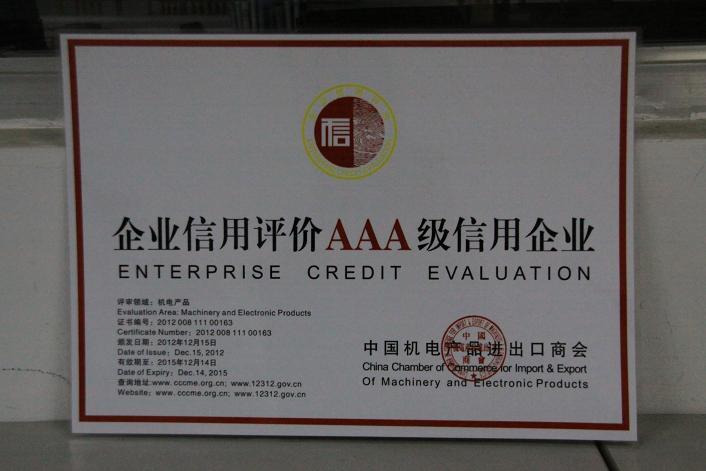 信
企业信用评价AAA级信用企业
ENTERPRISE CREDIT EVALUATION
评审领域：机电产品
Evaluation Area: Machinery and Electronic Products
证书编号：2012 008 111 00163
Certificate Number：2012 008 111 00163
颁发日期：2012年12月15日
Date of Issue：Dec.15, 2012
有效期至：2015年12月14日
Date of Expiry：Dec.14, 2015
查询地址:www.cccme.org.cn; www.12312.gov.cn
Website：www.cccme.org.cn; www.12312.gov.cn
中国机电产品进出口商会
China Chamber of Commerce for Import & Export
Of Machinery and Electronic Products
中國
商會